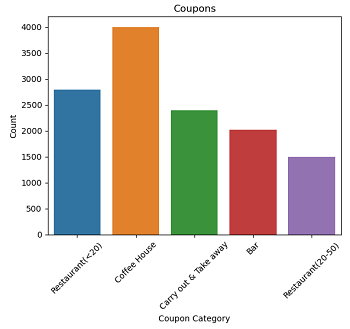 Coupons
4000
3500
3000
2500
2000
1500
1000
500
0
Count
Restaurant(<20)
Coffee House
Carry out & Take away
Bar
Restaurant(20-50)
Coupon Category